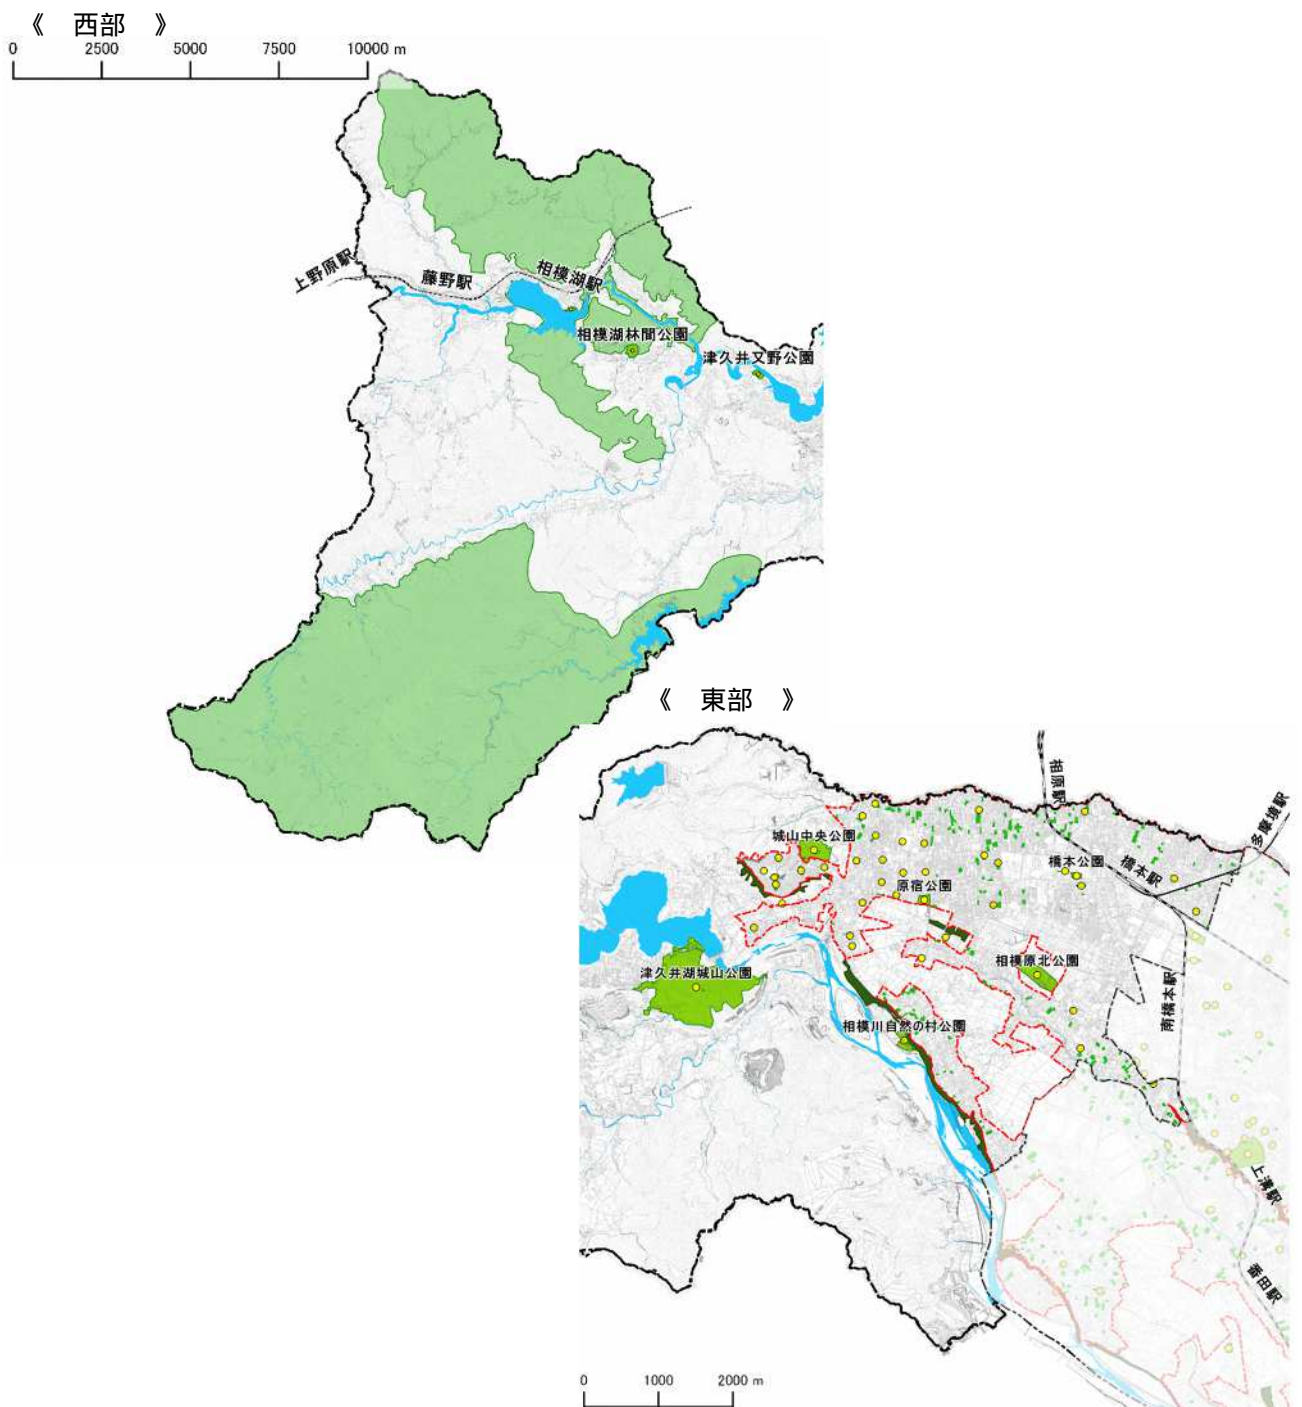 《 西部 》
0 2500 5000 7500 10000 m
上野原駅
藤野駅
相模湖駅
相模湖林間公園
津久井又野公園
《 東部 》
相原駅
多摩境駅
城山中央公園
橋本公園
橋本駅
原宿公園
相模原北公園
津久井湖城山公園
南橋本駅
相模川自然の村公園
上溝駅
番田駅
0 1000 2000 m